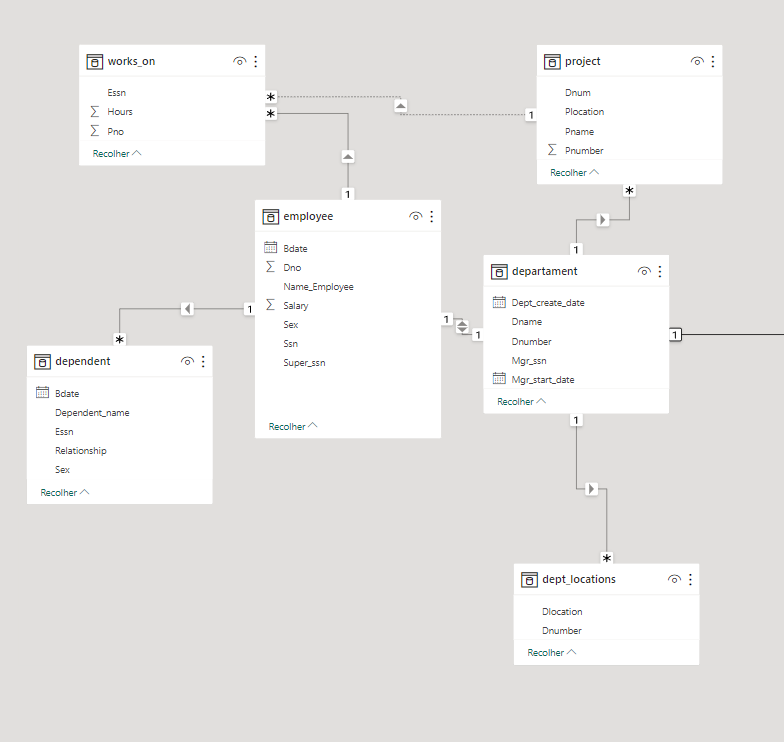 works_on
Essn
Hours
Pno
Recolher
project
Dnum
Plocation
Pname
Pnumber
Recolher
*
*
1
1
*
1
employee
Bdate
Dno
Name_Employee
Salary
Sex
Ssn
Super_ssn
Recolher
departament
Dept_create_date
Dname
Dnumber
Mgr_ssn
Mgr_start_date
Recolher
1
1
1
1
*
dependent
Bdate
Dependent_name
Essn
Relationship
Sex
Recolher
1
*
dept_locations
Dlocation
Dnumber
Recolher